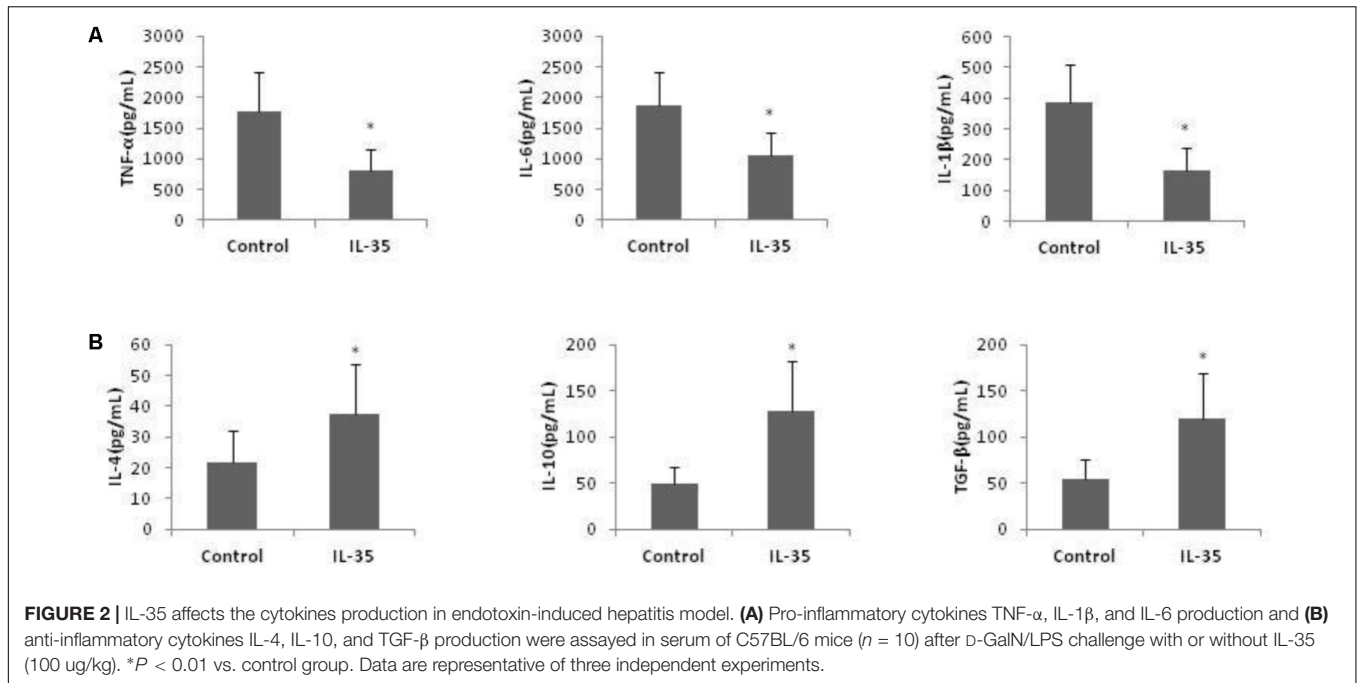 A
TNF-α(pg/mL)
3000
2500
2000
1500
1000
500
0
*
Control IL-35
IL-6(pg/mL)
3000
2500
2000
1500
1000
500
0
*
Control IL-35
IL-1β(pg/mL)
600
500
400
300
200
100
0
*
Control IL-35
B
IL-4(pg/mL)
60
50
40
30
20
10
0
*
Control IL-35
IL-10(pg/mL)
200
150
100
50
0
*
Control IL-35
TGF-β(pg/mL)
200
150
100
50
0
*
Control IL-35
FIGURE 2 | IL-35 affects the cytokines production in endotoxin-induced hepatitis model. (A) Pro-inflammatory cytokines TNF-α, IL-1β, and IL-6 production and (B)
anti-inflammatory cytokines IL-4, IL-10, and TGF-β production were assayed in serum of C57BL/6 mice (n = 10) after D-GalN/LPS challenge with or without IL-35
(100 ug/kg). *P < 0.01 vs. control group. Data are representative of three independent experiments.